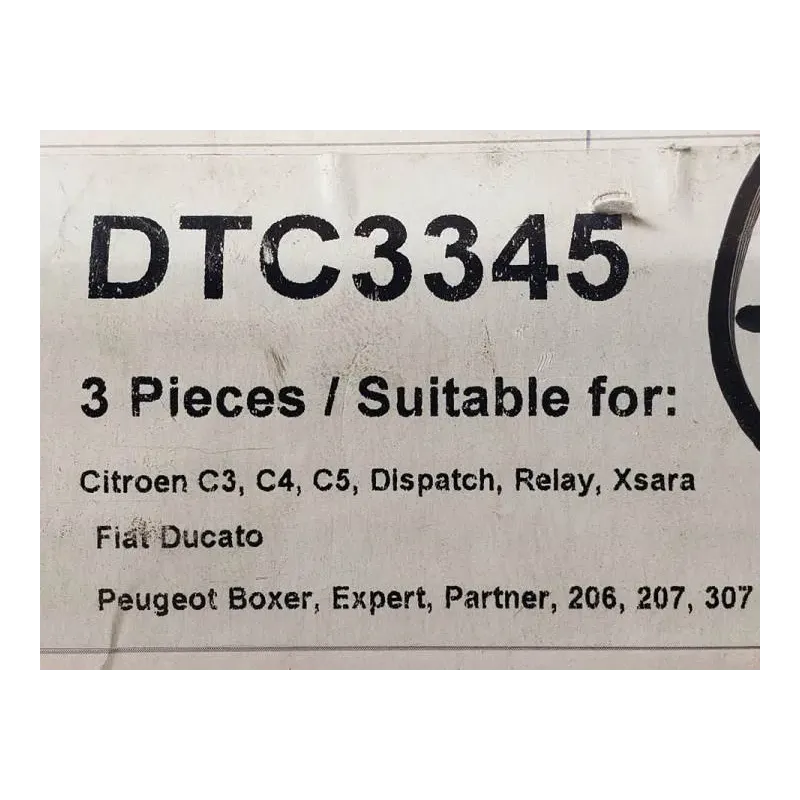 DTC3345
3 Pieces / Suitable for:
Citroen C3, C4, C5, Dispatch, Relay, Xsara
Fiat Ducato
Peugeot Boxer, Expert, Partner, 206, 207, 307